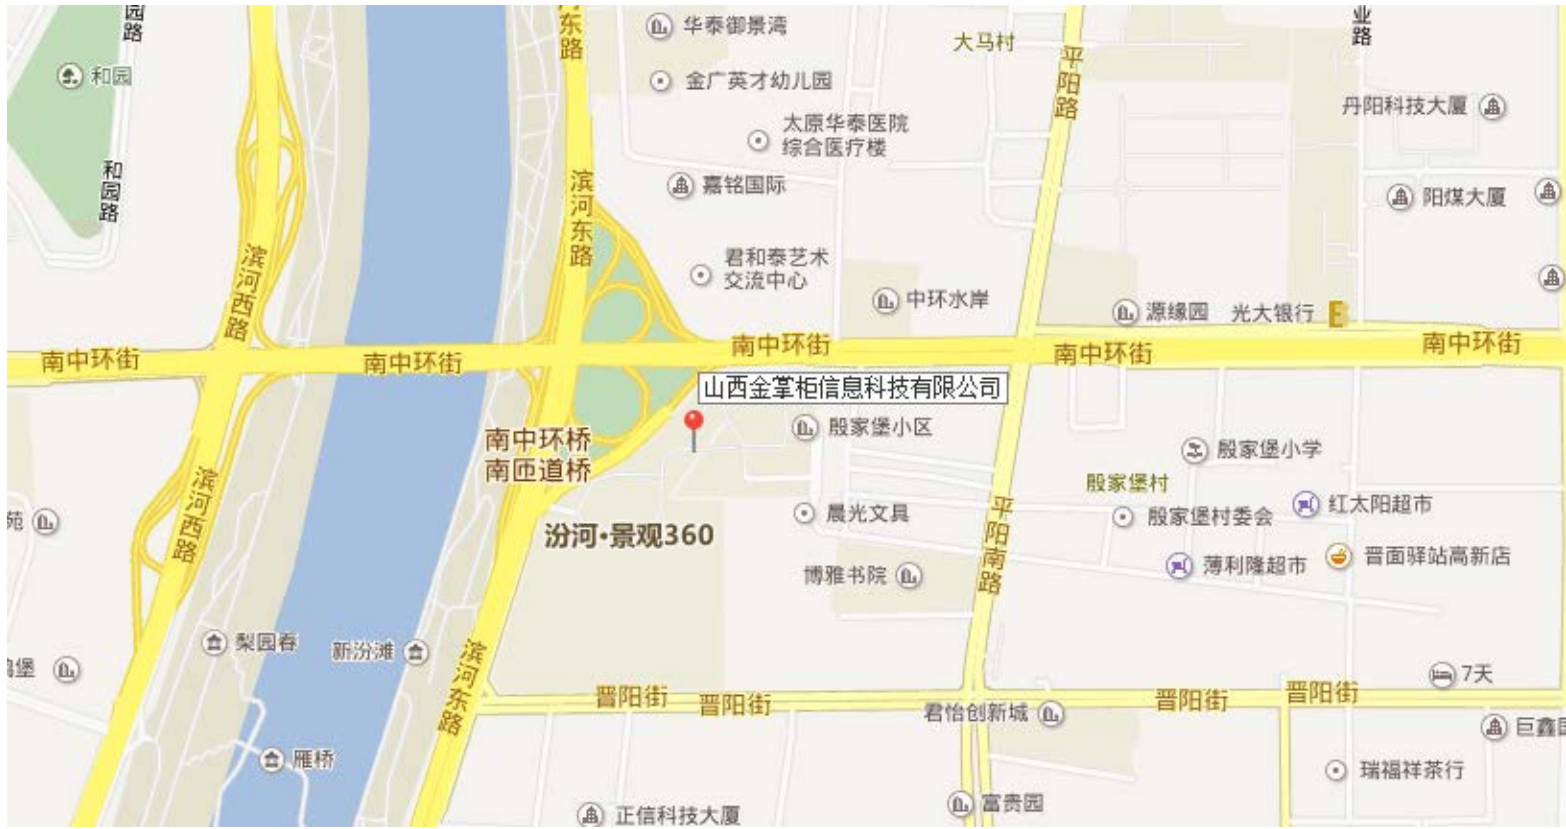 园路
和园
和园路
滨河西路
南中环街
滨河西路
苑
堡
梨园春
新汾滩
雁桥
河东路
滨河东路
南中环街
南中环桥
南匝道桥
汾河·景观360
滨河东路
华泰御景湾
金广英才幼儿园
太原华泰医院
综合医疗楼
嘉铭国际
君和泰艺术
交流中心
中环水岸
南中环街
山西金掌柜信息科技有限公司
殷家堡小区
晨光文具
博雅书院
晋阳街
晋阳街
正信科技大厦
大马村
平阳路
业路
丹阳科技大厦
阳煤大厦
源缘园
光大银行
南中环街
南中环街
殷家堡小学
殷家堡村
殷家堡村委会
红太阳超市
薄利隆超市
晋面驿站高新店
平阳南路
7天
晋阳街
晋阳街
君怡创新城
巨鑫国
瑞福祥茶行
富贵园